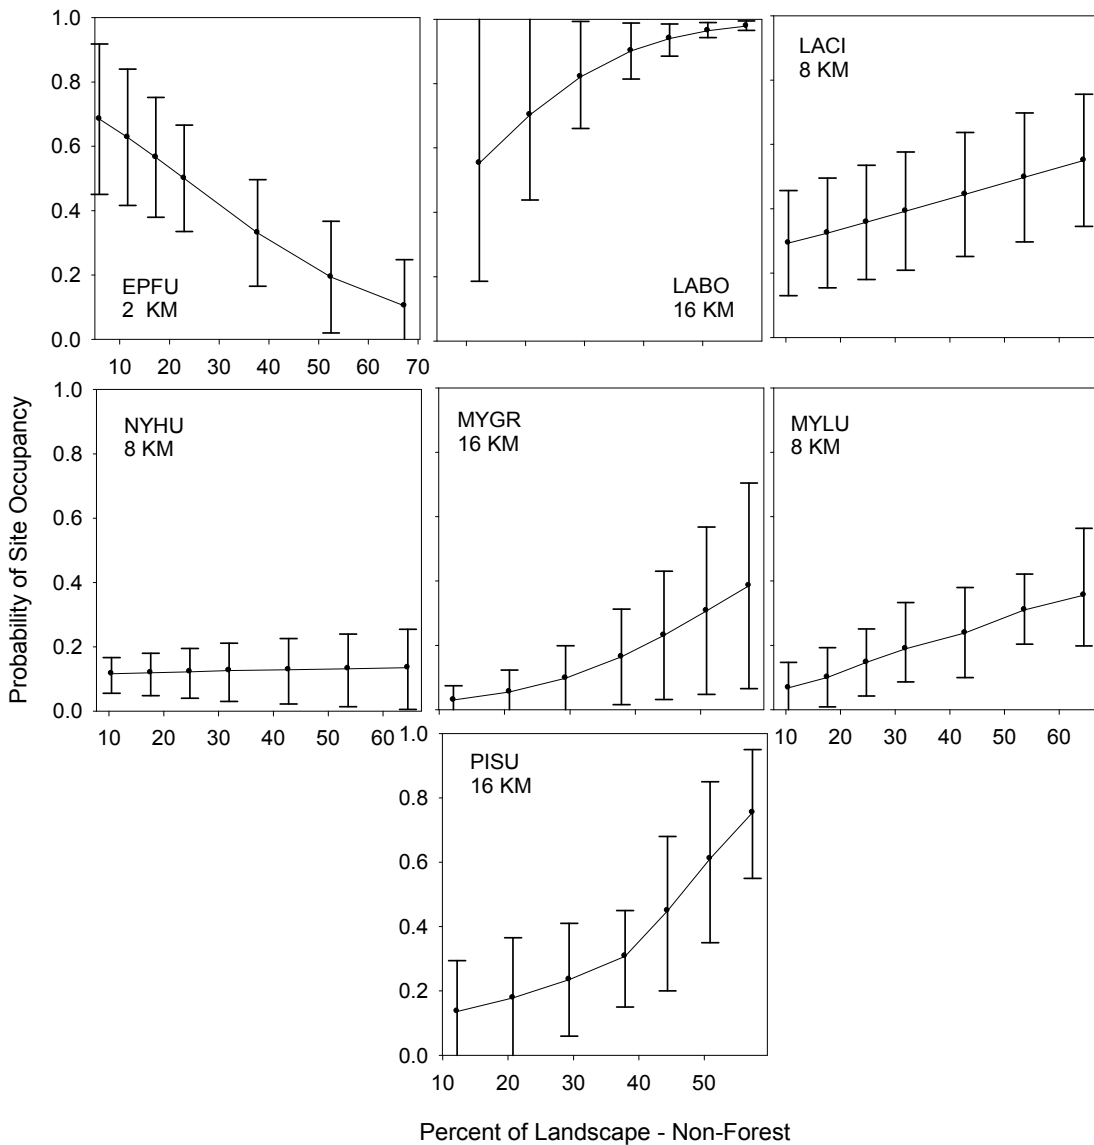 1.0
0.8
0.6
0.4
0.2
0.0
EPFU
2 KM
10 20 30 40 50 60 70
LABO
16 KM
LACI
8 KM
Probability of Site Occupancy
1.0
0.8
0.6
0.4
0.2
0.0
NYHU
8 KM
10 20 30 40 50 60
MYGR
16 KM
MYLU
8 KM
10 20 30 40 50 60
1.0
0.8
0.6
0.4
0.2
0.0
PISU
16 KM
10 20 30 40 50
Percent of Landscape - Non-Forest